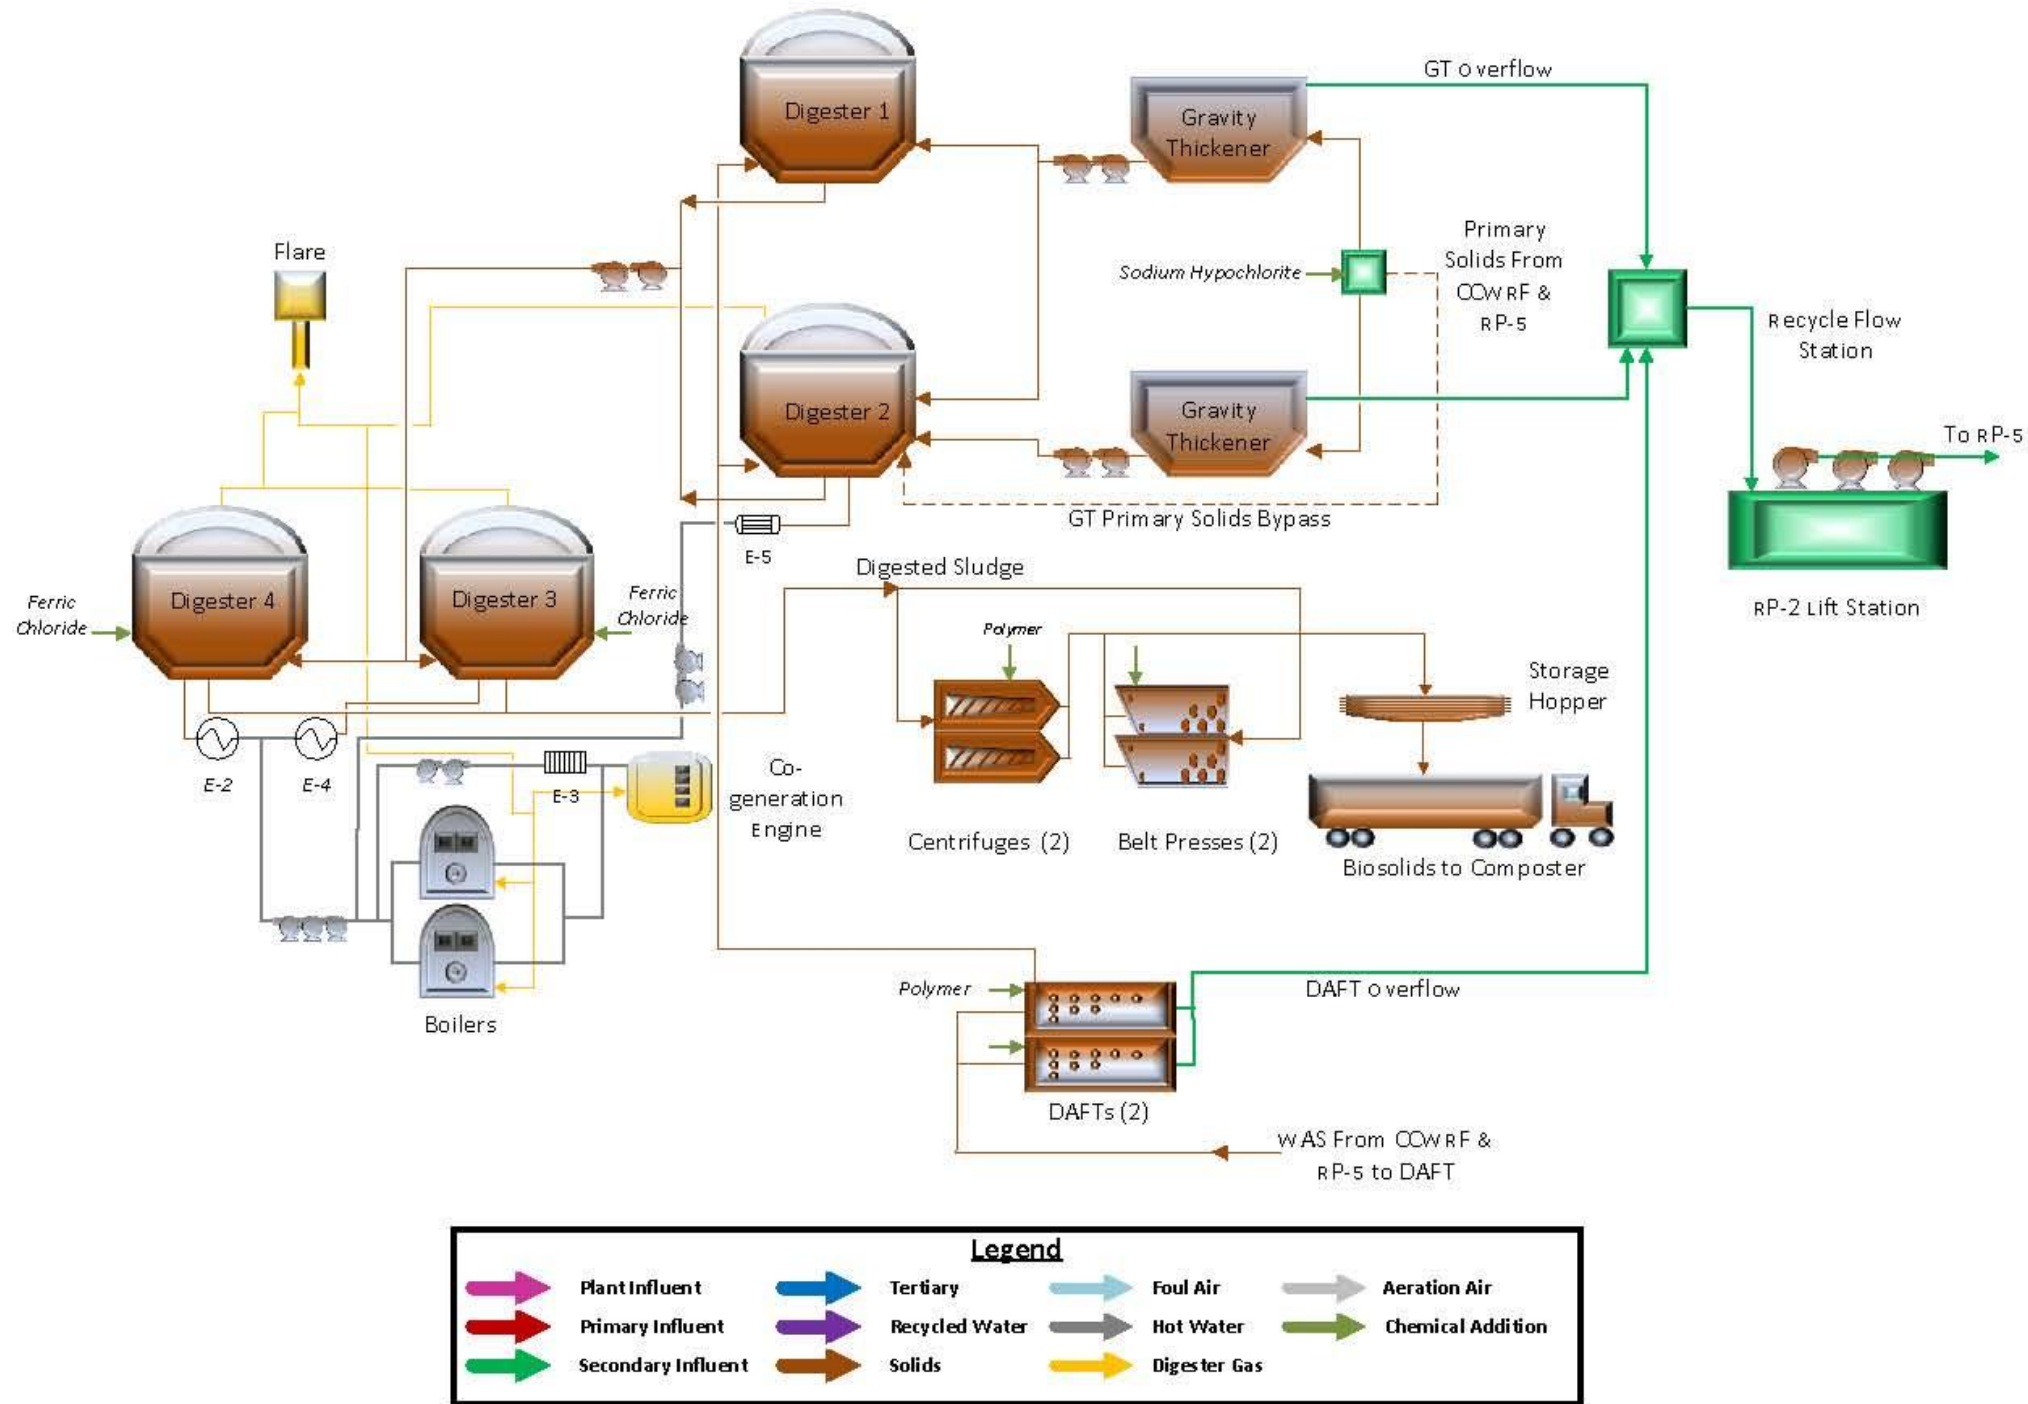 GT Overflow
Digester 1
Gravity
Thickener
Primary
Solids From
CCWRF &
RP-5
Flare
Sodium Hypochlorite
Recycle Flow
Station
Digester 2
Gravity
Thickener
To RP-5
GT Primary Solids Bypass
E-5
Digested Sludge
RP-2 Lift Station
Ferric
Chloride
Digester 4
Digester 3
Ferric
Chloride
Polymer
Storage
Hopper
E-2
E-4
E-3
Co-
generation
Engine
Centrifuges (2)
Belt Presses (2)
Biosolids to Composter
Boilers
Polymer
DAFT Overflow
DAFTs (2)
WAS From CCWRF &
RP-5 to DAFT
Legend
Plant Influent
Tertiary
Foul Air
Aeration Air
Primary Influent
Recycled Water
Hot Water
Chemical Addition
Secondary Influent
Solids
Digester Gas